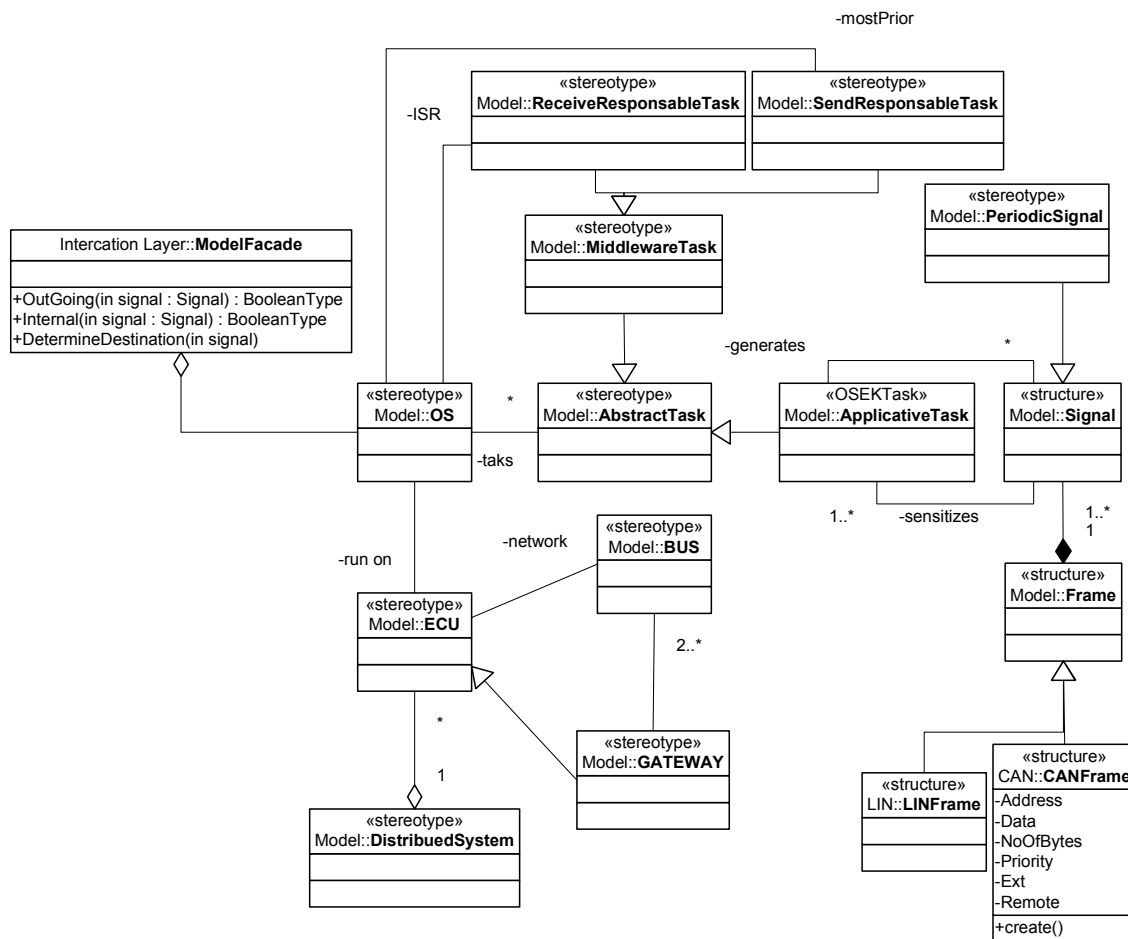 -mostPrior
«stereotype»
Model::ReceiveResponsableTask
«stereotype»
Model::SendResponsableTask
-ISR
«stereotype»
Model::PeriodicSignal
«stereotype»
Model::MiddlewareTask
Intercation Layer::ModelFacade
+OutGoing(in signal : Signal) : BooleanType
+Internal(in signal : Signal) : BooleanType
+DetermineDestination(in signal)
-generates
*
«stereotype»
Model::OS
*
-taks
«stereotype»
Model::AbstractTask
«OSEKTask»
Model::ApplicativeTask
«structure»
Model::Signal
1..*
-sensitizes
1..*
1
-run on
-network
«stereotype»
Model::BUS
«structure»
Model::Frame
«stereotype»
Model::ECU
2..*
*
1
«stereotype»
Model::GATEWAY
«stereotype»
Model::DistribuedSystem
«structure»
LIN::LINFrame
«structure»
CAN::CANFrame
-Address
-Data
-NoOfBytes
-Priority
-Ext
-Remote
+create()